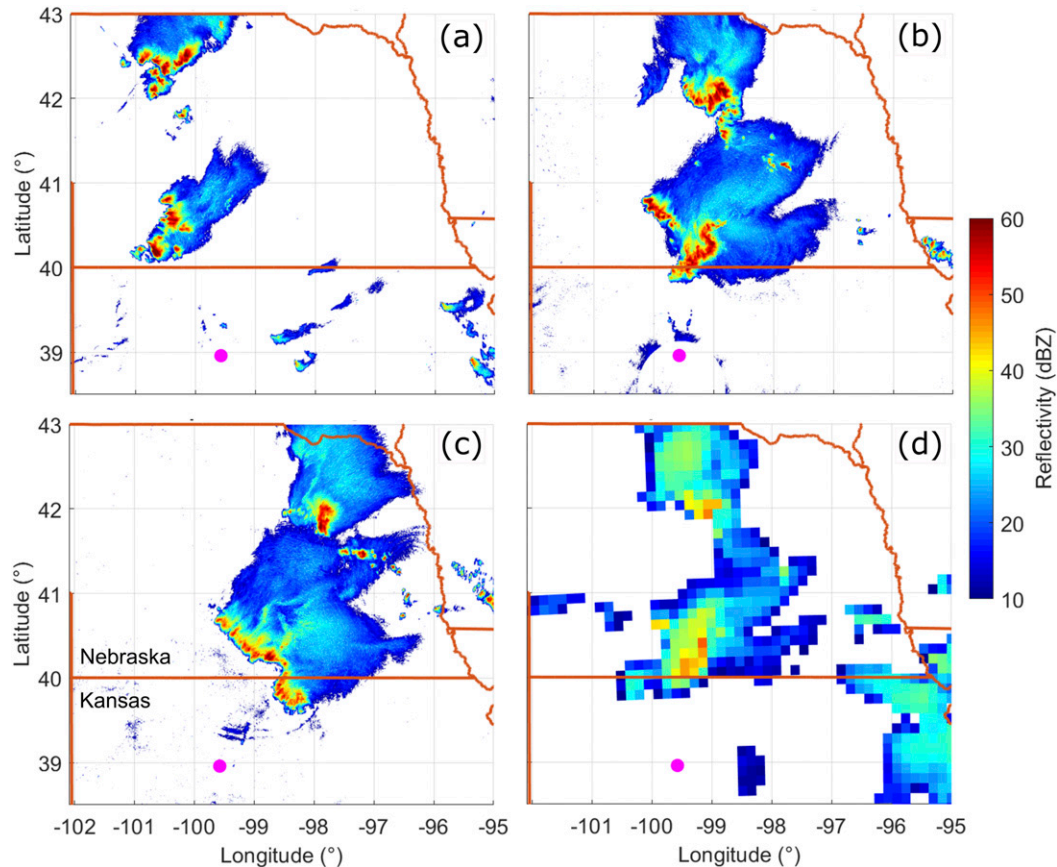 (a)
43
42
41
40
39
Latitude (°)
(b)
(c)
43
42
41
40
39
Latitude (°)
Nebraska
Kansas
-102 -101 -100 -99 -98 -97 -96 -95
Longitude (°)
(d)
-101 -100 -99 -98 -97 -96 -95
Longitude (°)
60
50
40
30
20
10
Reflectivity (dBZ)